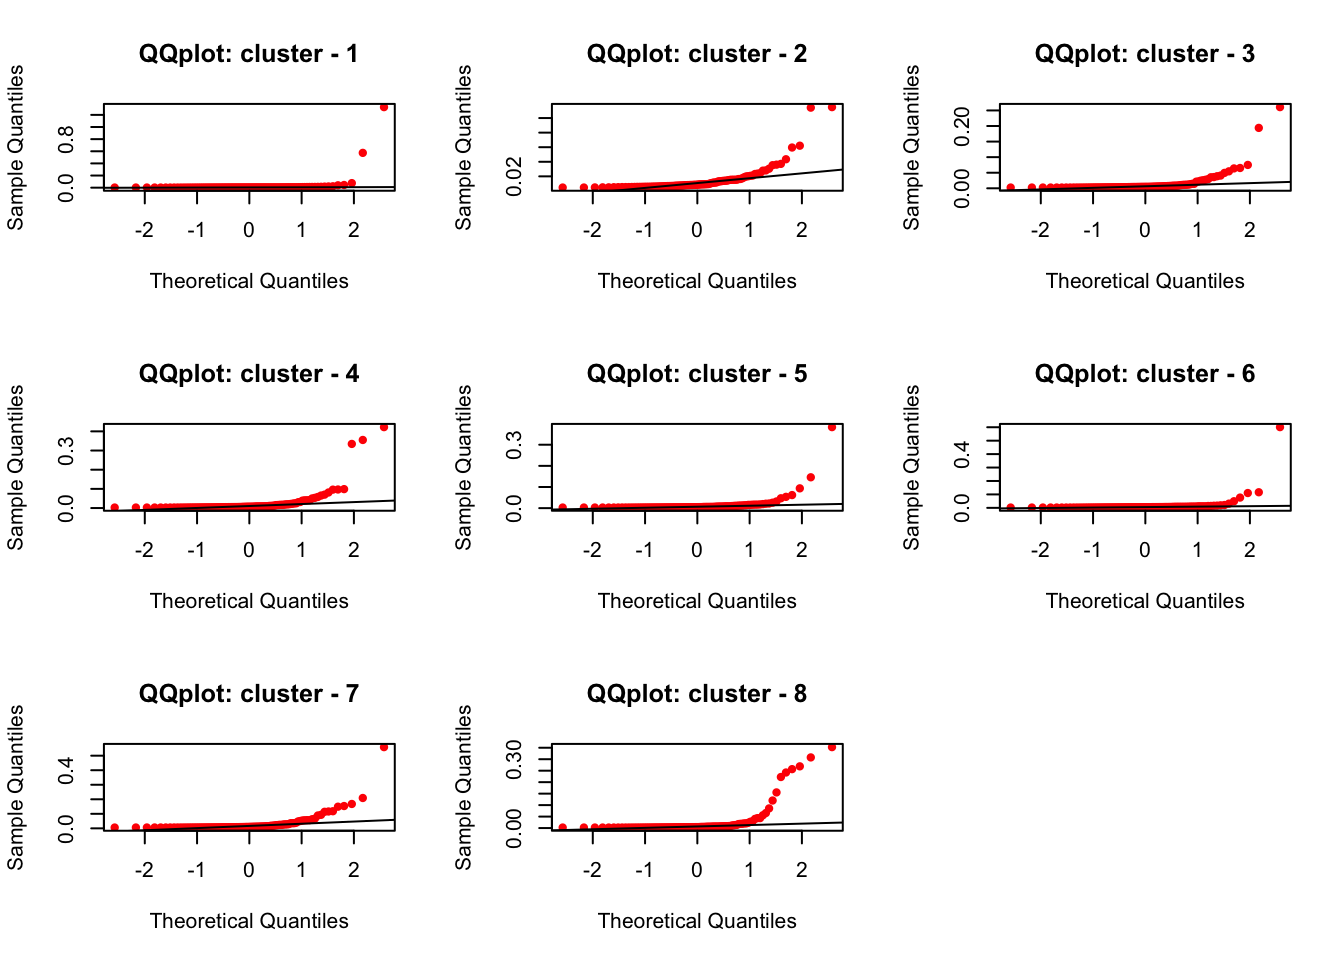 QQplot: cluster - 1
Sample Quantiles
0.8
0.0
-2 -1 0 1 2
Theoretical Quantiles
QQplot: cluster - 2
Sample Quantiles
0.02
-2 -1 0 1 2
Theoretical Quantiles
QQplot: cluster - 3
Sample Quantiles
0.20
0.00
-2 -1 0 1 2
Theoretical Quantiles
QQplot: cluster - 4
Sample Quantiles
0.3
0.0
-2 -1 0 1 2
Theoretical Quantiles
QQplot: cluster - 5
Sample Quantiles
0.3
0.0
-2 -1 0 1 2
Theoretical Quantiles
QQplot: cluster - 6
Sample Quantiles
0.4
0.0
-2 -1 0 1 2
Theoretical Quantiles
QQplot: cluster - 7
Sample Quantiles
0.4
0.0
-2 -1 0 1 2
Theoretical Quantiles
QQplot: cluster - 8
Sample Quantiles
0.30
0.00
-2 -1 0 1 2
Theoretical Quantiles